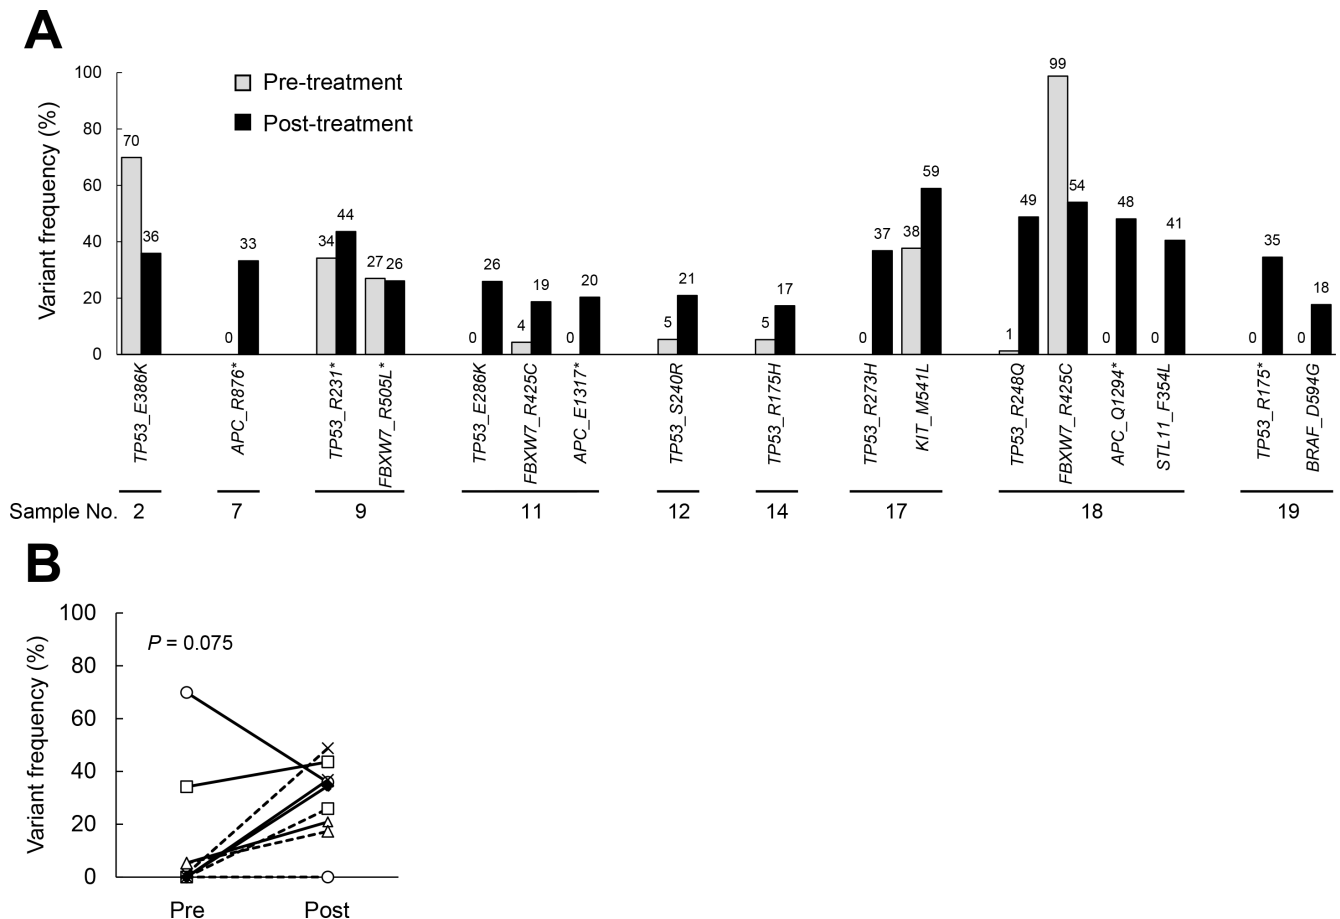 A
Variant frequency (%)
100
80
60
40
20
0
Pre-treatment
Post-treatment
70
36
0
33
34
44
27
26
0
26
4
19
0
20
5
21
5
17
0
37
38
59
1
49
99
54
0
48
0
41
0
35
0
18
TP53_E386K
APC_R876*
TP53_R231*
FBXW7_R505L*
TP53_E286K
FBXW7_R425C
APC_E1317*
TP53_S240R
TP53_R175H
TP53_R273H
KIT_M541L
TP53_R248Q
FBXW7_R425C
APC_Q1294*
STL11_F354L
TP53_R175*
BRAF_D594G
Sample No. 2 7 9 11 12 14 17 18 19
B
Variant frequency (%)
100
80
60
40
20
0
P = 0.075
Pre Post